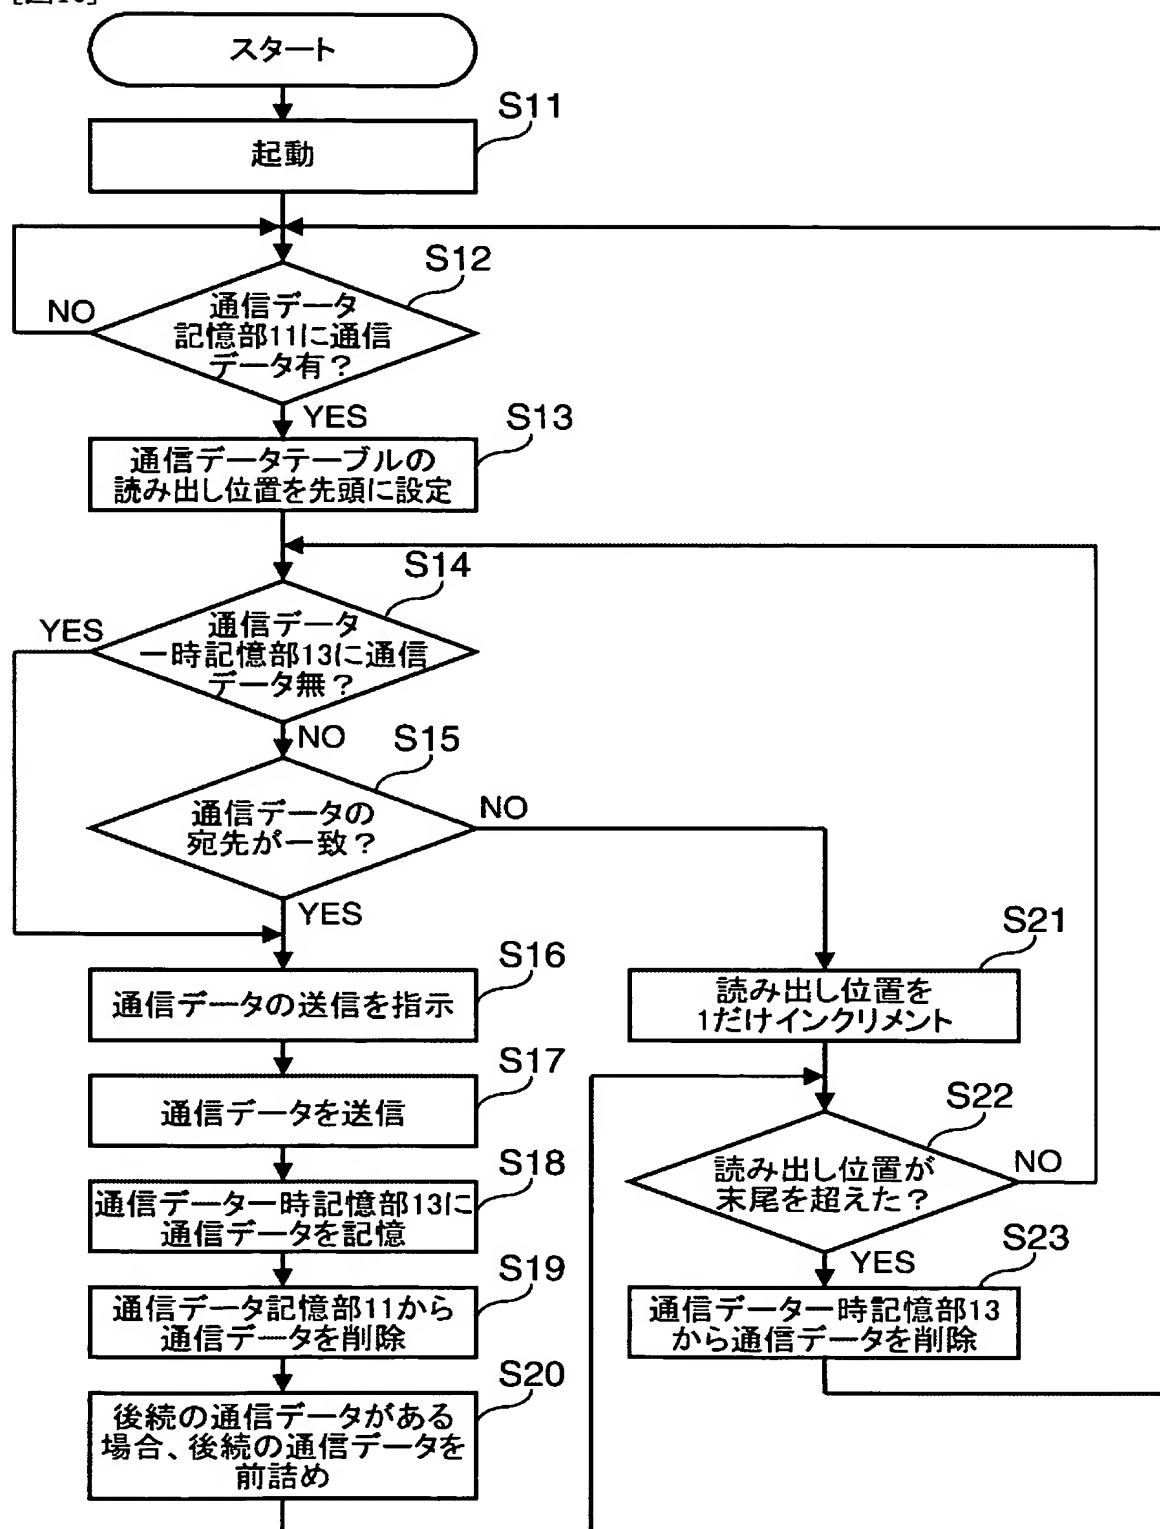 スタート
S11
起動
S12
NO
通信データ
記憶部11に通信
データ有？
YES
S13
通信データテーブルの
読み出し位置を先頭に設定
S14
YES
通信データ
一時記憶部13に通信
データ無？
NO
S15
通信データの
宛先が一致？
NO
YES
S16
通信データの送信を指示
S17
通信データを送信
S18
通信データ一時記憶部13に
通信データを記憶
S19
通信データ記憶部11から
通信データを削除
S20
後続の通信データがある
場合、後続の通信データを
前詰め
S21
読み出し位置を
1だけインクリメント
S22
読み出し位置が
末尾を超えた？
NO
YES
S23
通信データ一時記憶部13
から通信データを削除